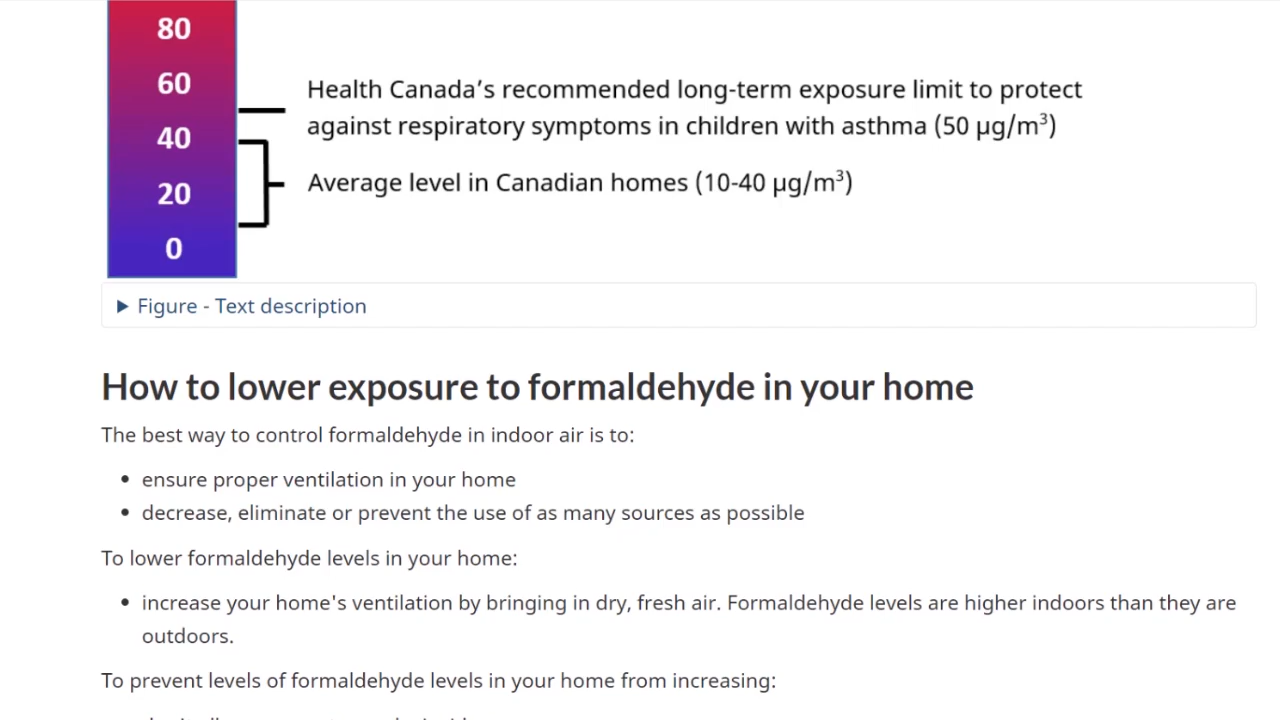 80
60
Health Canada’s recommended long-term exposure limit to protect
against respiratory symptoms in children with asthma (50 µg/m³)
40
Average level in Canadian homes (10-40 µg/m³)
20
0
▶ Figure - Text description
How to lower exposure to formaldehyde in your home
The best way to control formaldehyde in indoor air is to:
• ensure proper ventilation in your home
• decrease, eliminate or prevent the use of as many sources as possible
To lower formaldehyde levels in your home:
• increase your home's ventilation by bringing in dry, fresh air. Formaldehyde levels are higher indoors than they are
outdoors.
To prevent levels of formaldehyde levels in your home from increasing: